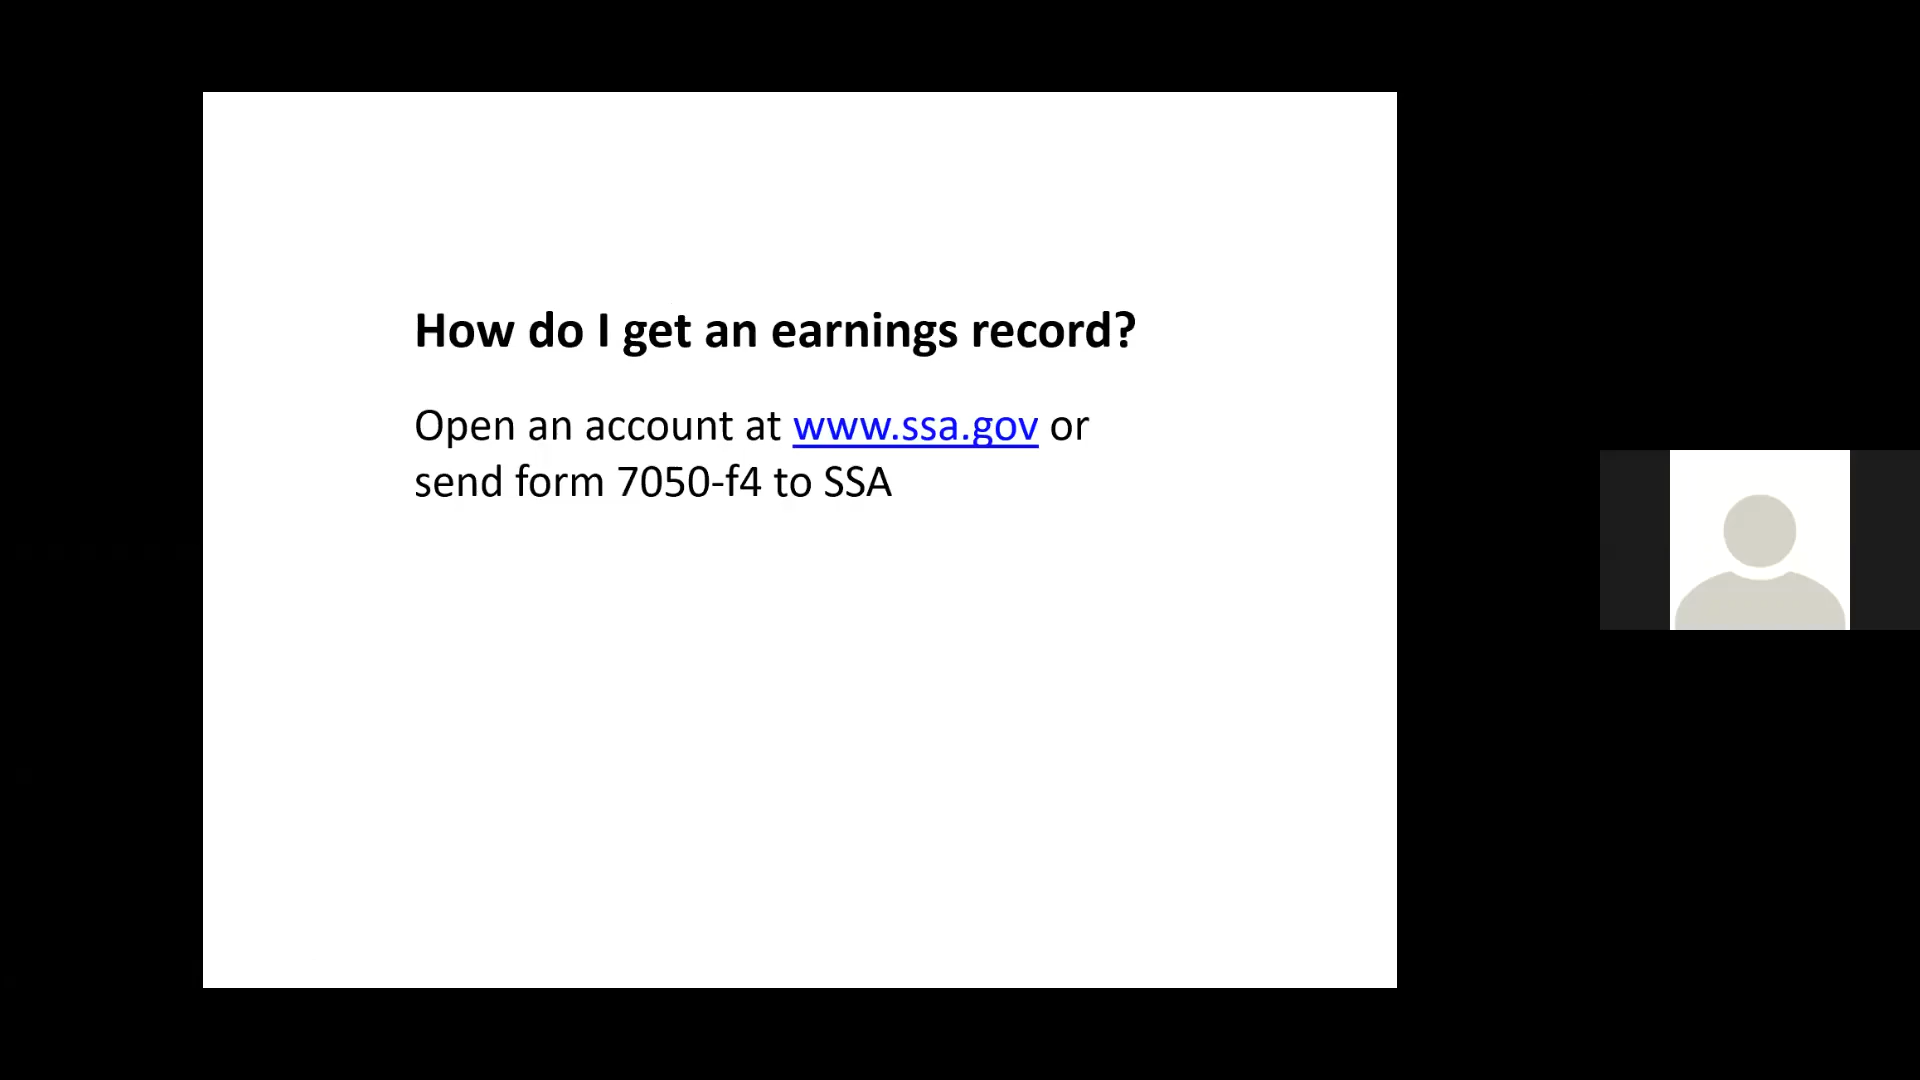 How do I get an earnings record?
Open an account at www.ssa.gov or
send form 7050-f4 to SSA